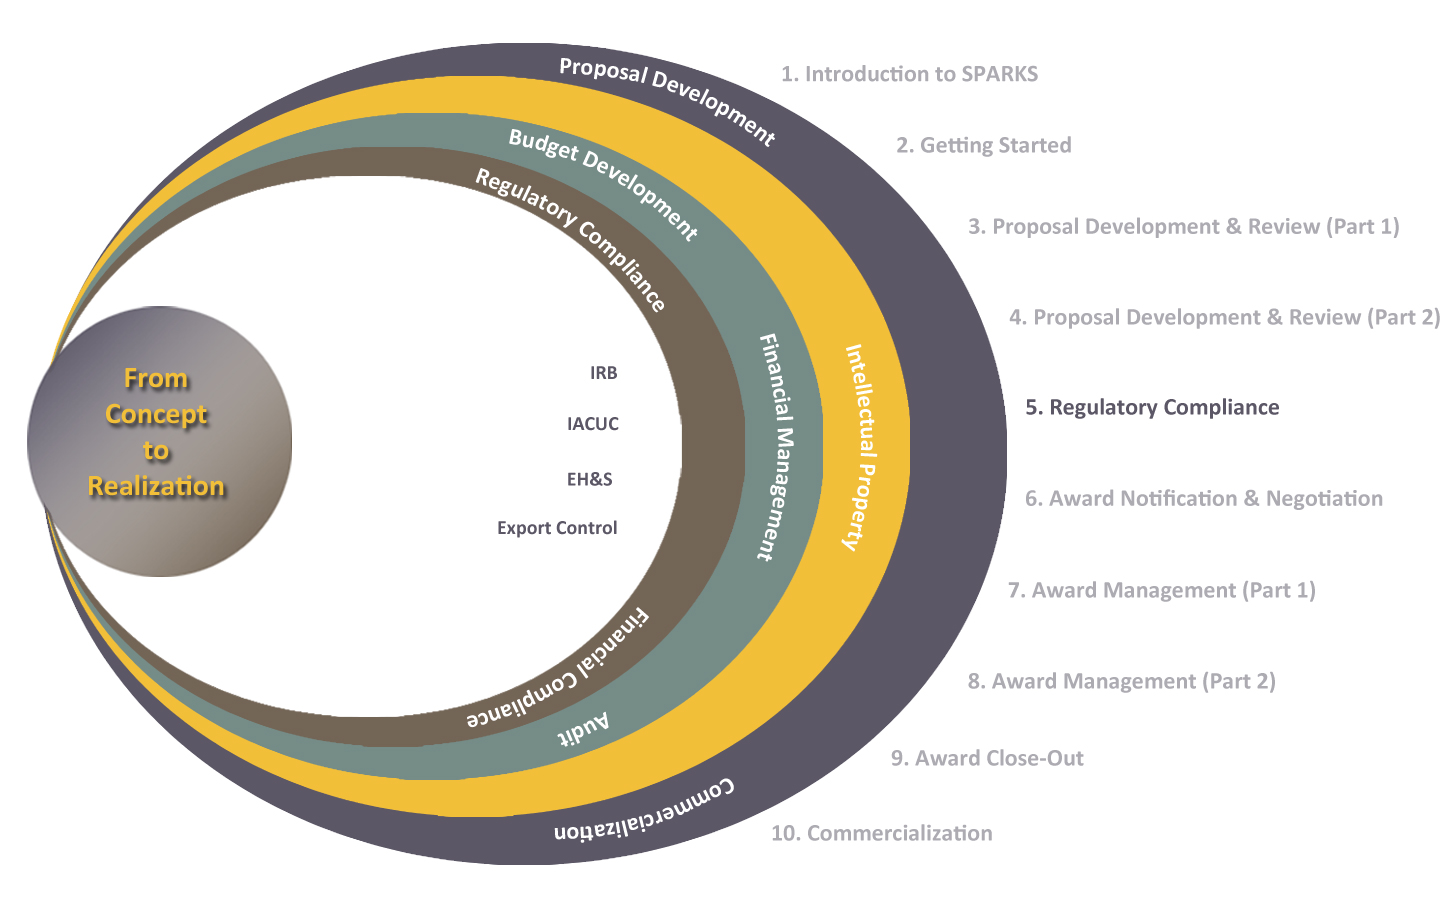 Proposal Development
Budget Development
Regulatory Compliance
Intellectual Property
Financial Management
Financial Compliance
Audit
Commercialization
From
Concept
to
Realization
IRB
IACUC
EH&S
Export Control
1. Introduction to SPARKS
2. Getting Started
3. Proposal Development & Review (Part 1)
4. Proposal Development & Review (Part 2)
5. Regulatory Compliance
6. Award Notification & Negotiation
7. Award Management (Part 1)
8. Award Management (Part 2)
9. Award Close-Out
10. Commercialization